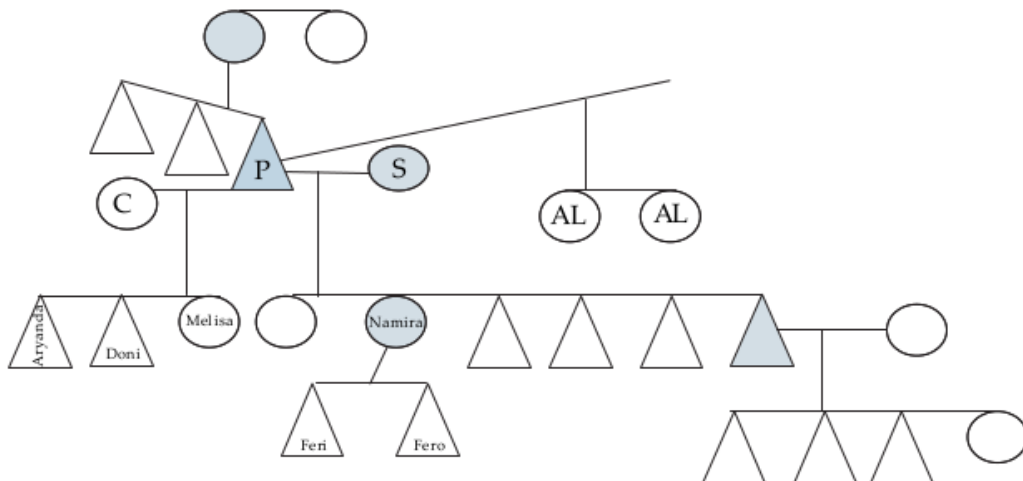 P
S
C
AL
AL
Aryanda
Doni
Melisa
Namira
Feri
Fero